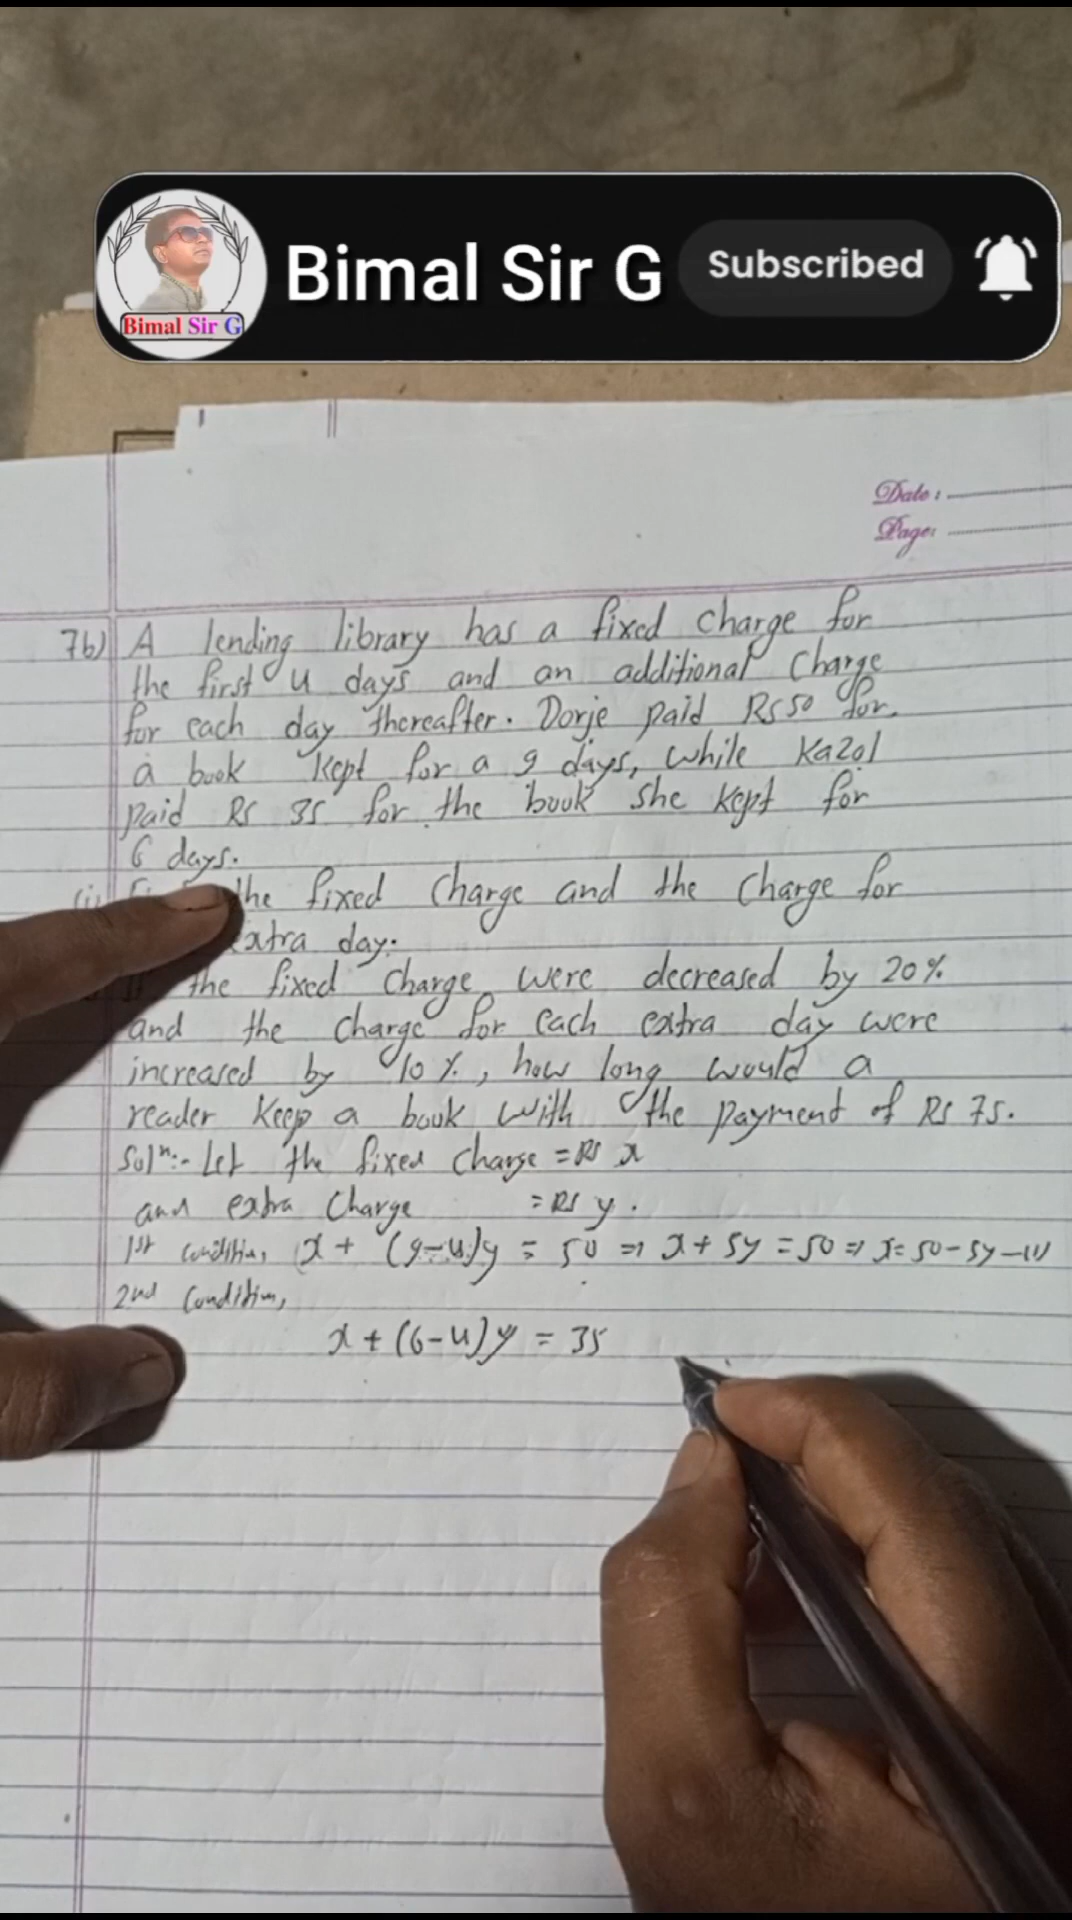 Bimal Sir G
Bimal Sir G
Subscribed
Date:
Page:
7b) A lending library has a fixed charge for
the first 4 days and an additional charge
for each day thereafter. Dorje paid Rs 50 for
a book kept for a 9 days, while Kazol
paid Rs 35 for the book she kept for
6 days.
the fixed charge and the charge for
extra day.
the fixed charge were decreased by 20%
and the charge for each extra day were
increased by 10%, how long would a
reader keep a book with the payment of Rs 75.
Solⁿ:- Let the fixed charge = Rs x
and extra charge = Rs y.
1st condition, x + (9-4)y = 50 ⇒ x + 5y = 50 ⇒ x = 50 - 5y - (i)
2nd condition,
x + (6-4)y = 35